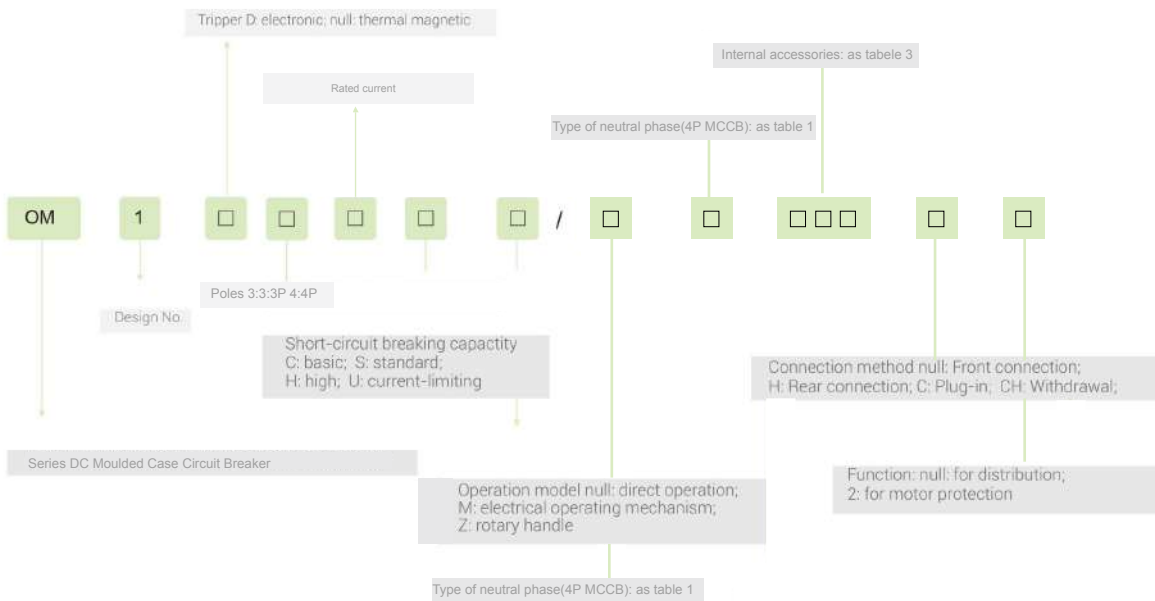 Tripper D: electronic; null: thermal magnetic
Internal accessories: as tabele 3
Rated current
Type of neutral phase(4P MCCB): as table 1
OM 1 □ □ □ □ □ / □ □ □□□ □ □
Poles 3:3:3P 4:4P
Design No.
Short-circuit breaking capactity
C: basic; S: standard;
H: high; U: current-limiting
Connection method null: Front connection;
H: Rear connection; C: Plug-in; CH: Withdrawal;
Series DC Moulded Case Circuit Breaker
Operation model null: direct operation;
M: electrical operating mechanism;
Z: rotary handle
Function: null: for distribution;
2: for motor protection
Type of neutral phase(4P MCCB): as table 1